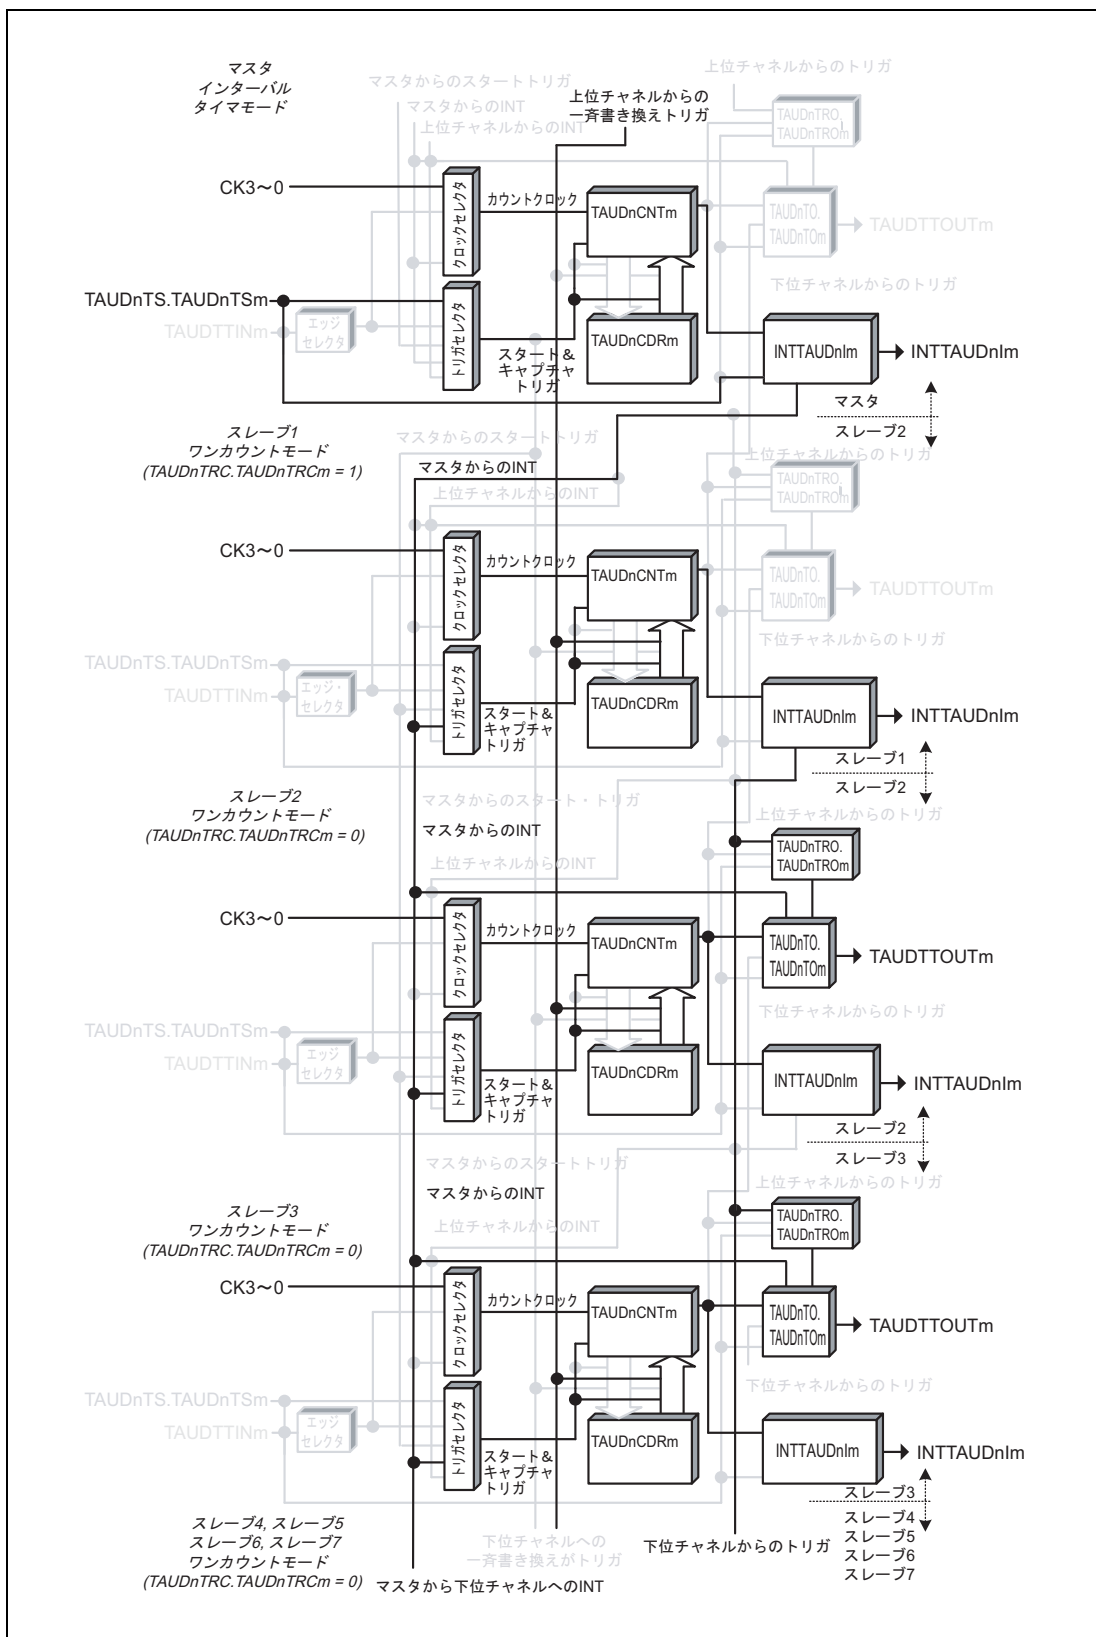 マスタ
インターバル
タイマモード
マスタからのスタートトリガ
マスタからのINT
上位チャネルからのINT
上位チャネルからの
一斉書き換えトリガ
上位チャネルからのトリガ
TAUDnTRO.
TAUDnTROm
CK3～0
クロックセレクタ
カウントクロック
TAUDnCNTm
TAUDnTO.
TAUDnTOm
TAUDTTOUTm
下位チャネルからのトリガ
TAUDnTS.TAUDnTSm
TAUDTTINm
エッジ
セレクタ
トリガセレクタ
スタート&
キャプチャ
トリガ
TAUDnCDRm
INTTAUDnIm
INTTAUDnIm
マスタ
スレーブ2
スレーブ1
ワンカウントモード
(TAUDnTRC.TAUDnTRCm = 1)
マスタからのスタートトリガ
マスタからのINT
上位チャネルからのINT
上位チャネルからのトリガ
TAUDnTRO.
TAUDnTROm
CK3～0
クロックセレクタ
カウントクロック
TAUDnCNTm
TAUDnTO.
TAUDnTOm
TAUDTTOUTm
下位チャネルからのトリガ
TAUDnTS.TAUDnTSm
TAUDTTINm
エッジ・
セレクタ
トリガセレクタ
スタート&
キャプチャ
トリガ
TAUDnCDRm
INTTAUDnIm
INTTAUDnIm
スレーブ1
スレーブ2
スレーブ2
ワンカウントモード
(TAUDnTRC.TAUDnTRCm = 0)
マスタからのスタート・トリガ
マスタからのINT
上位チャネルからのINT
上位チャネルからのトリガ
TAUDnTRO.
TAUDnTROm
CK3～0
クロックセレクタ
カウントクロック
TAUDnCNTm
TAUDnTO.
TAUDnTOm
TAUDTTOUTm
下位チャネルからのトリガ
TAUDnTS.TAUDnTSm
TAUDTTINm
エッジ
セレクタ
トリガセレクタ
スタート&
キャプチャ
トリガ
TAUDnCDRm
INTTAUDnIm
INTTAUDnIm
スレーブ2
スレーブ3
スレーブ3
ワンカウントモード
(TAUDnTRC.TAUDnTRCm = 0)
マスタからのスタートトリガ
マスタからのINT
上位チャネルからのINT
上位チャネルからのトリガ
TAUDnTRO.
TAUDnTROm
CK3～0
クロックセレクタ
カウントクロック
TAUDnCNTm
TAUDnTO.
TAUDnTOm
TAUDTTOUTm
下位チャネルからのトリガ
TAUDnTS.TAUDnTSm
TAUDTTINm
エッジ
セレクタ
トリガセレクタ
スタート&
キャプチャ
トリガ
TAUDnCDRm
INTTAUDnIm
INTTAUDnIm
スレーブ3
スレーブ4
スレーブ5
スレーブ6
スレーブ7
スレーブ4, スレーブ5
スレーブ6, スレーブ7
ワンカウントモード
(TAUDnTRC.TAUDnTRCm = 0)
マスタから下位チャネルへのINT
下位チャネルへの
一斉書き換えがトリガ
下位チャネルからのトリガ